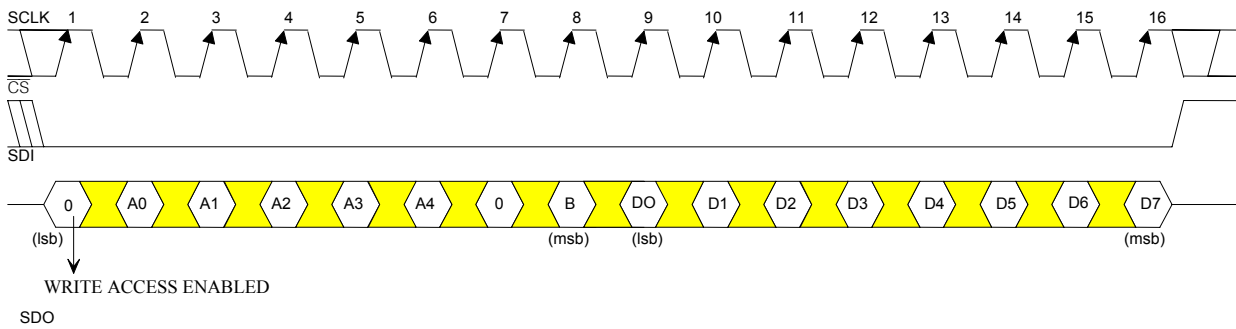 SCLK 1 2 3 4 5 6 7 8 9 10 11 12 13 14 15 16
CS
SDI
0 A0 A1 A2 A3 A4 0 B DO D1 D2 D3 D4 D5 D6 D7
(lsb) (msb) (lsb) (msb)
WRITE ACCESS ENABLED
SDO